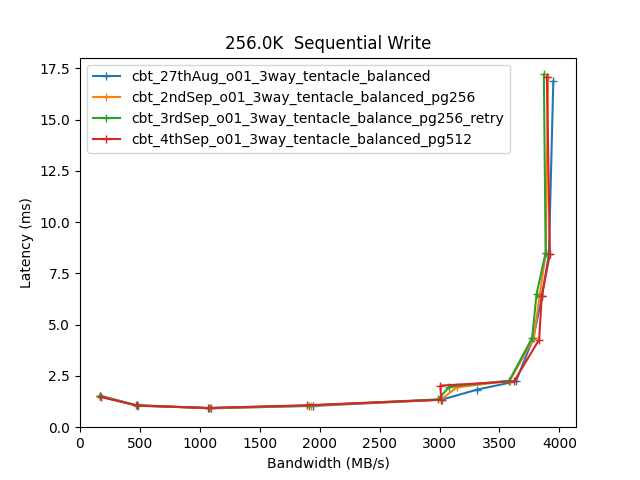 256.0K  Sequential Write
17.5
15.0
12.5
10.0
7.5
5.0
2.5
0.0
Latency (ms)
cbt_27thAug_o01_3way_tentacle_balanced
cbt_2ndSep_o01_3way_tentacle_balanced_pg256
cbt_3rdSep_o01_3way_tentacle_balance_pg256_retry
cbt_4thSep_o01_3way_tentacle_balanced_pg512
0 500 1000 1500 2000 2500 3000 3500 4000
Bandwidth (MB/s)